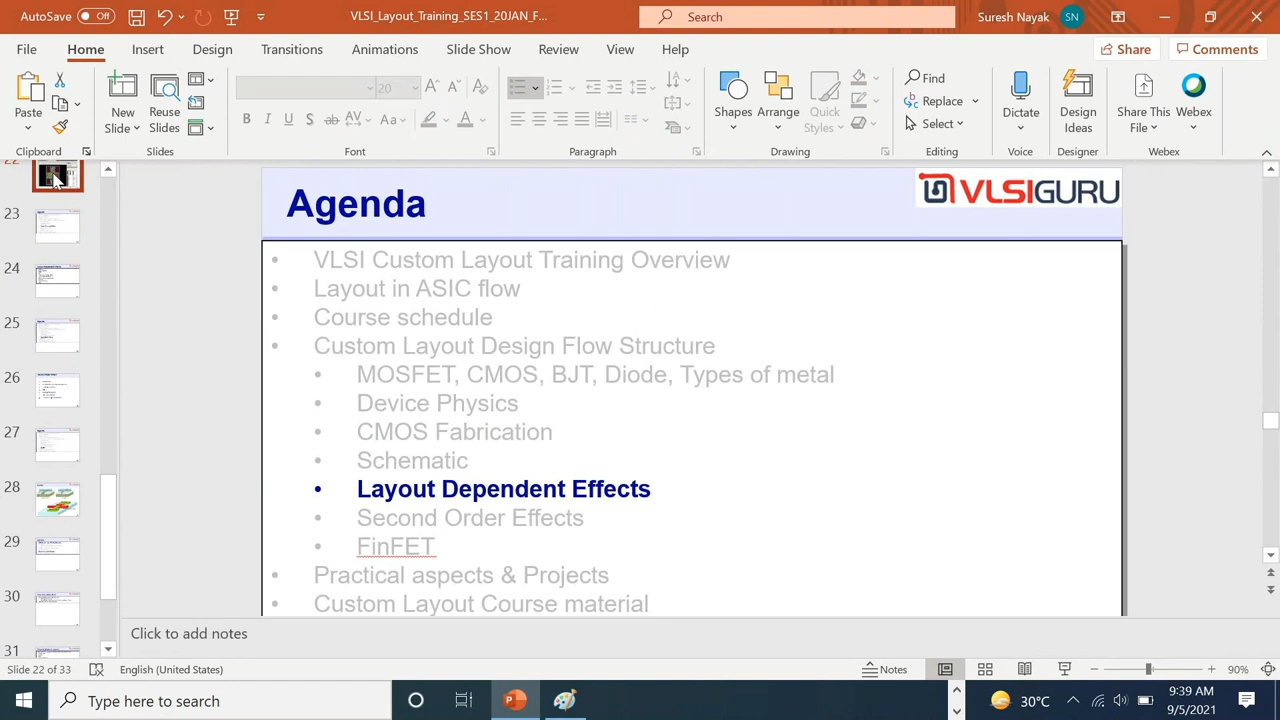 AutoSave Off
VLSI_Layout_Training_SES1_20JAN_F...
Search
Suresh Nayak SN
File Home Insert Design Transitions Animations Slide Show Review View Help
Share Comments
Paste
New Slide
Reuse Slides
20
B I U S ab AV Aa A
Shapes Arrange Quick Styles
Find
Replace
Select
Dictate
Design Ideas
Share This File
Webex
Clipboard Slides Font Paragraph Drawing Editing Voice Designer Webex
22
23
24
25
26
27
28
29
30
31
Agenda
VLSIGURU
• VLSI Custom Layout Training Overview
• Layout in ASIC flow
• Course schedule
• Custom Layout Design Flow Structure
• MOSFET, CMOS, BJT, Diode, Types of metal
• Device Physics
• CMOS Fabrication
• Schematic
• Layout Dependent Effects
• Second Order Effects
• FinFET
• Practical aspects & Projects
• Custom Layout Course material
Click to add notes
Slide 22 of 33 English (United States) Notes 90%
Type here to search
30°C
9:39 AM
9/5/2021